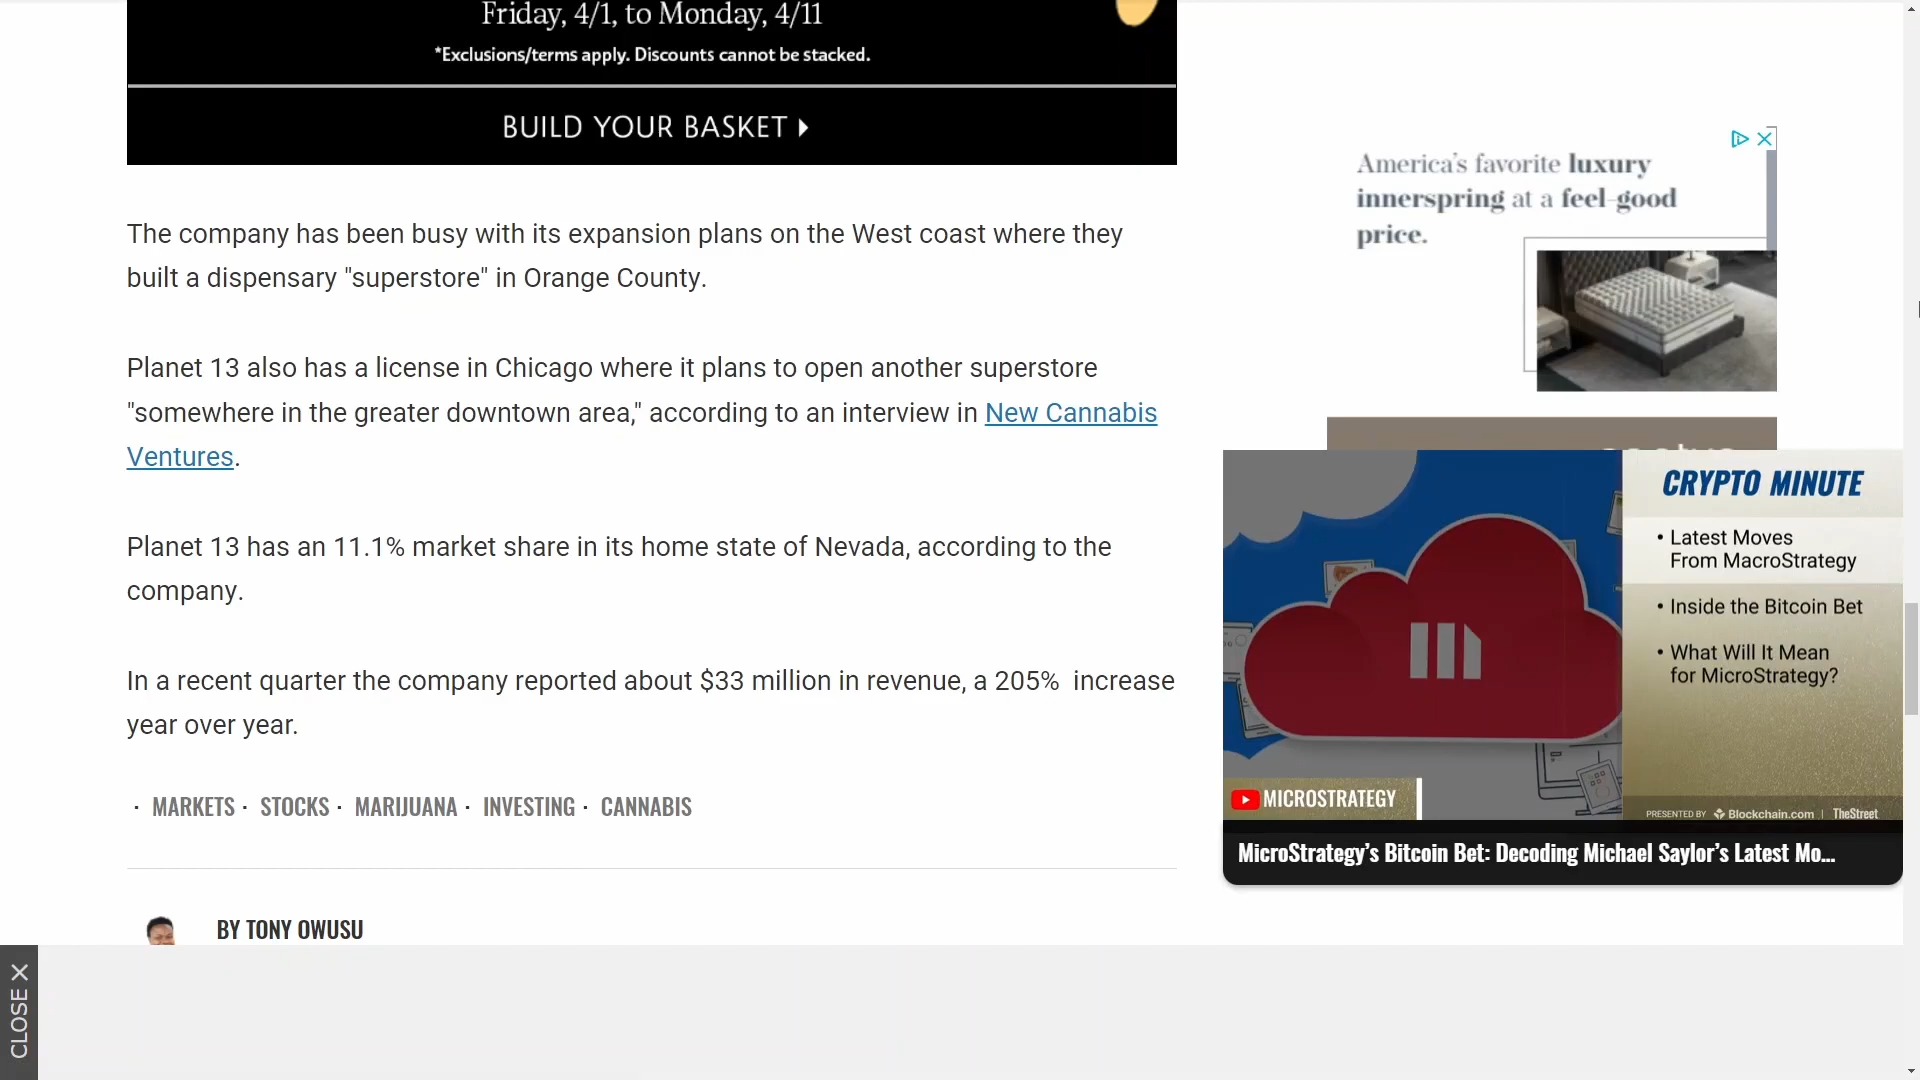 Friday, 4/1, to Monday, 4/11
*Exclusions/terms apply. Discounts cannot be stacked.
BUILD YOUR BASKET
The company has been busy with its expansion plans on the West coast where they
built a dispensary "superstore" in Orange County.
Planet 13 also has a license in Chicago where it plans to open another superstore
"somewhere in the greater downtown area," according to an interview in New Cannabis
Ventures.
Planet 13 has an 11.1% market share in its home state of Nevada, according to the
company.
In a recent quarter the company reported about $33 million in revenue, a 205%  increase
year over year.
· MARKETS · STOCKS · MARIJUANA · INVESTING · CANNABIS
BY TONY OWUSU
America's favorite luxury
innerspring at a feel-good
price.
CRYPTO MINUTE
• Latest Moves
From MacroStrategy
• Inside the Bitcoin Bet
• What Will It Mean
for MicroStrategy?
MICROSTRATEGY
PRESENTED BY Blockchain.com | TheStreet
MicroStrategy's Bitcoin Bet: Decoding Michael Saylor's Latest Mo...
CLOSE X